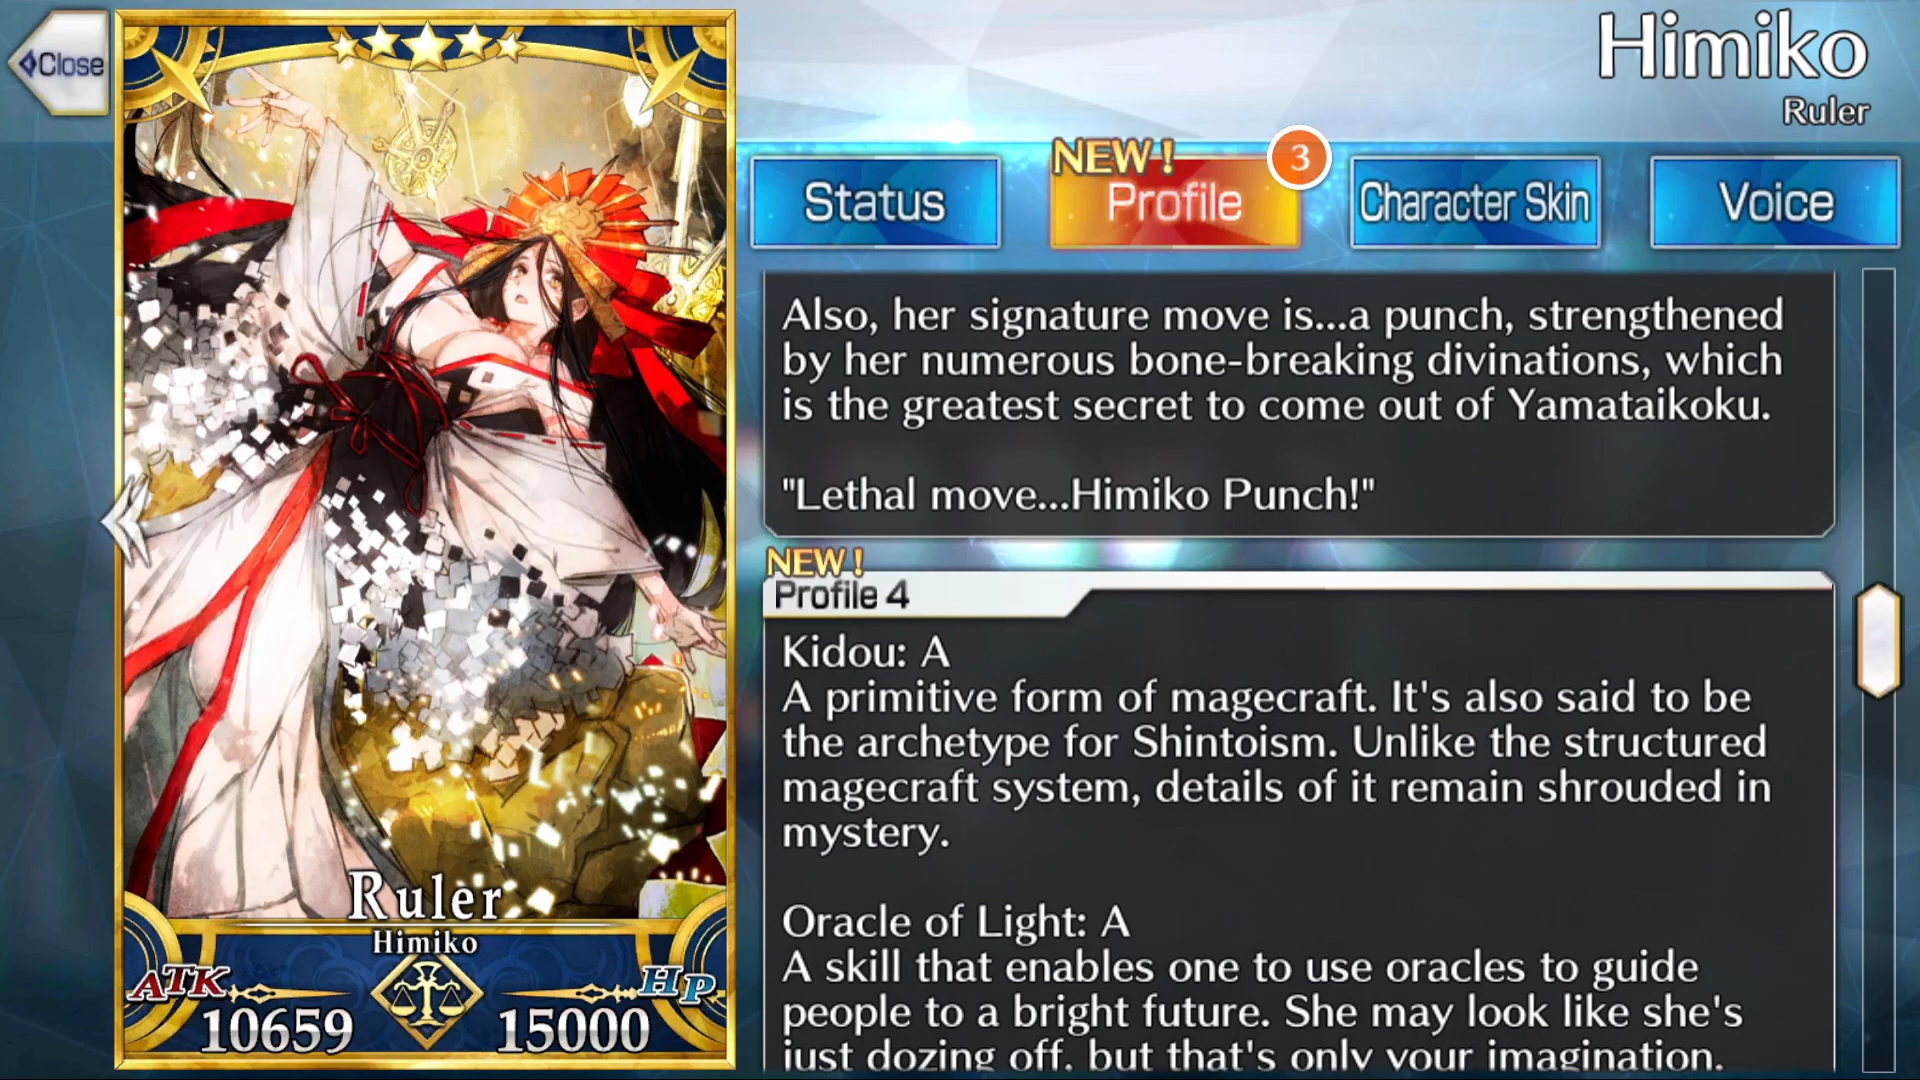 Close
Himiko
Ruler
Status
NEW!
Profile
3
Character Skin
Voice
Also, her signature move is...a punch, strengthened
by her numerous bone-breaking divinations, which
is the greatest secret to come out of Yamataikoku.
"Lethal move...Himiko Punch!"
NEW!
Profile 4
Kidou: A
A primitive form of magecraft. It's also said to be
the archetype for Shintoism. Unlike the structured
magecraft system, details of it remain shrouded in
mystery.
Oracle of Light: A
A skill that enables one to use oracles to guide
people to a bright future. She may look like she's
just dozing off, but that's only your imagination.
Ruler
Himiko
ATK
10659
HP
15000